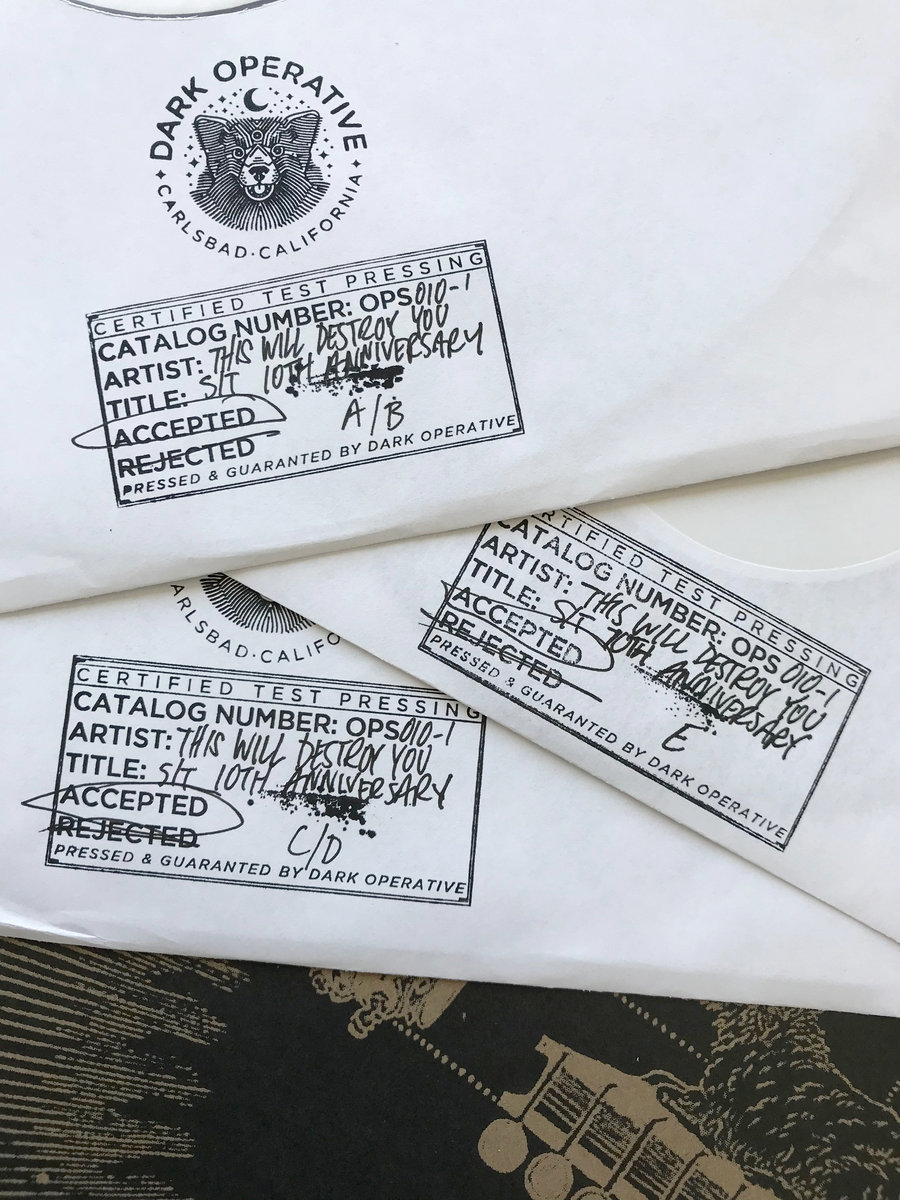 DARK OPERATIVE
CARLSBAD·CALIFORNIA
CERTIFIED TEST PRESSING
CATALOG NUMBER: OPS010-1
ARTIST: THIS WILL DESTROY YOU
TITLE: S/T 10TH ANNIVERSARY
ACCEPTED
A/B
REJECTED
PRESSED & GUARANTED BY DARK OPERATIVE
RTIFIED TEST PRESSING
CATALOG NUMBER: OPS 010-1
ARTIST: THIS WILL DESTROY YOU
TITLE: S/T 10TH ANNIVERSARY
ACCEPTED
E
REJECTED
PRESSED & GUARANTED BY DARK OPERATIVE
ARLSBAD·CALIFO
CERTIFIED TEST PRESSING
CATALOG NUMBER: OPS010-1
ARTIST: THIS WILL DESTROY YOU
TITLE: S/T 10TH ANNIVERSARY
ACCEPTED
C/D
REJECTED
PRESSED & GUARANTED BY DARK OPERATIVE